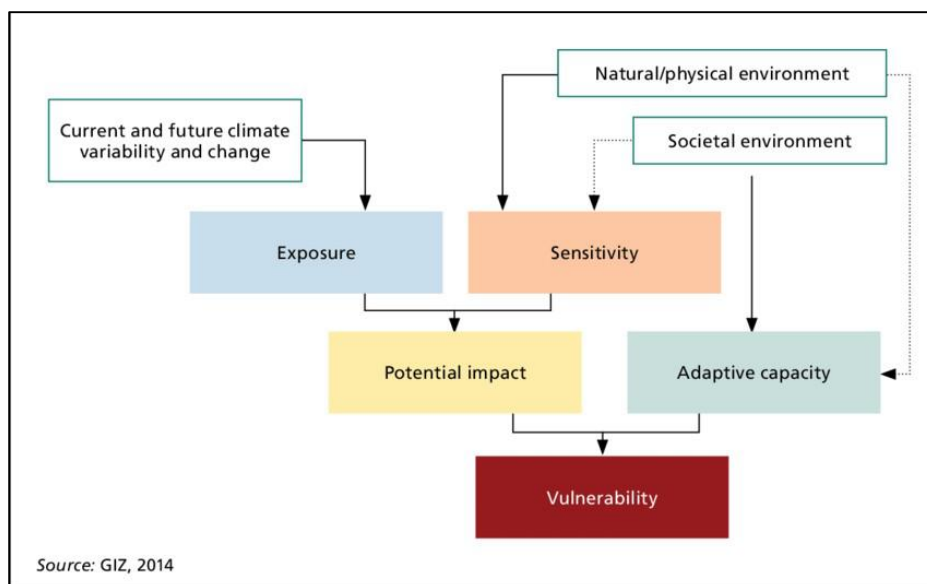 Natural/physical environment
Current and future climate
variability and change
Societal environment
Exposure
Sensitivity
Potential impact
Adaptive capacity
Vulnerability
Source: GIZ, 2014